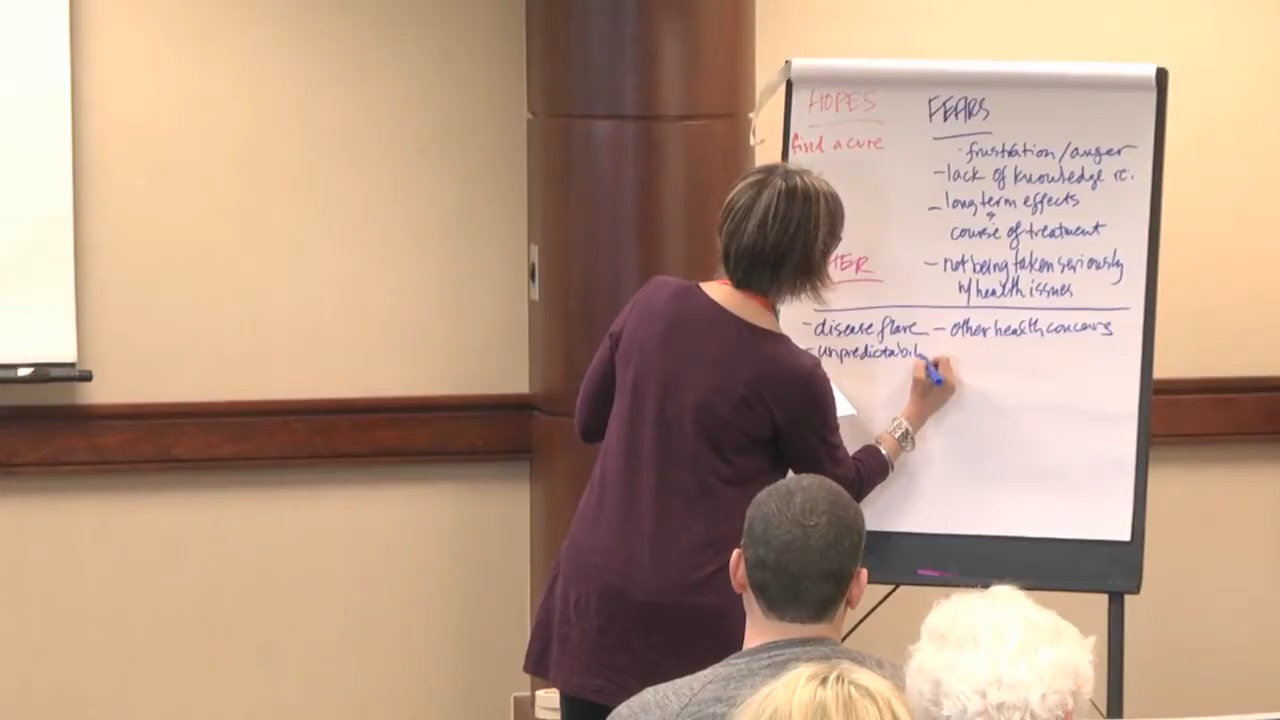 HOPES
find a cure
FEARS
- frustration/anger
- lack of knowledge re.
- long term effects
&
course of treatment
- not being taken seriously
w/ health issues
- disease flare - other health concerns
- unpredictabil